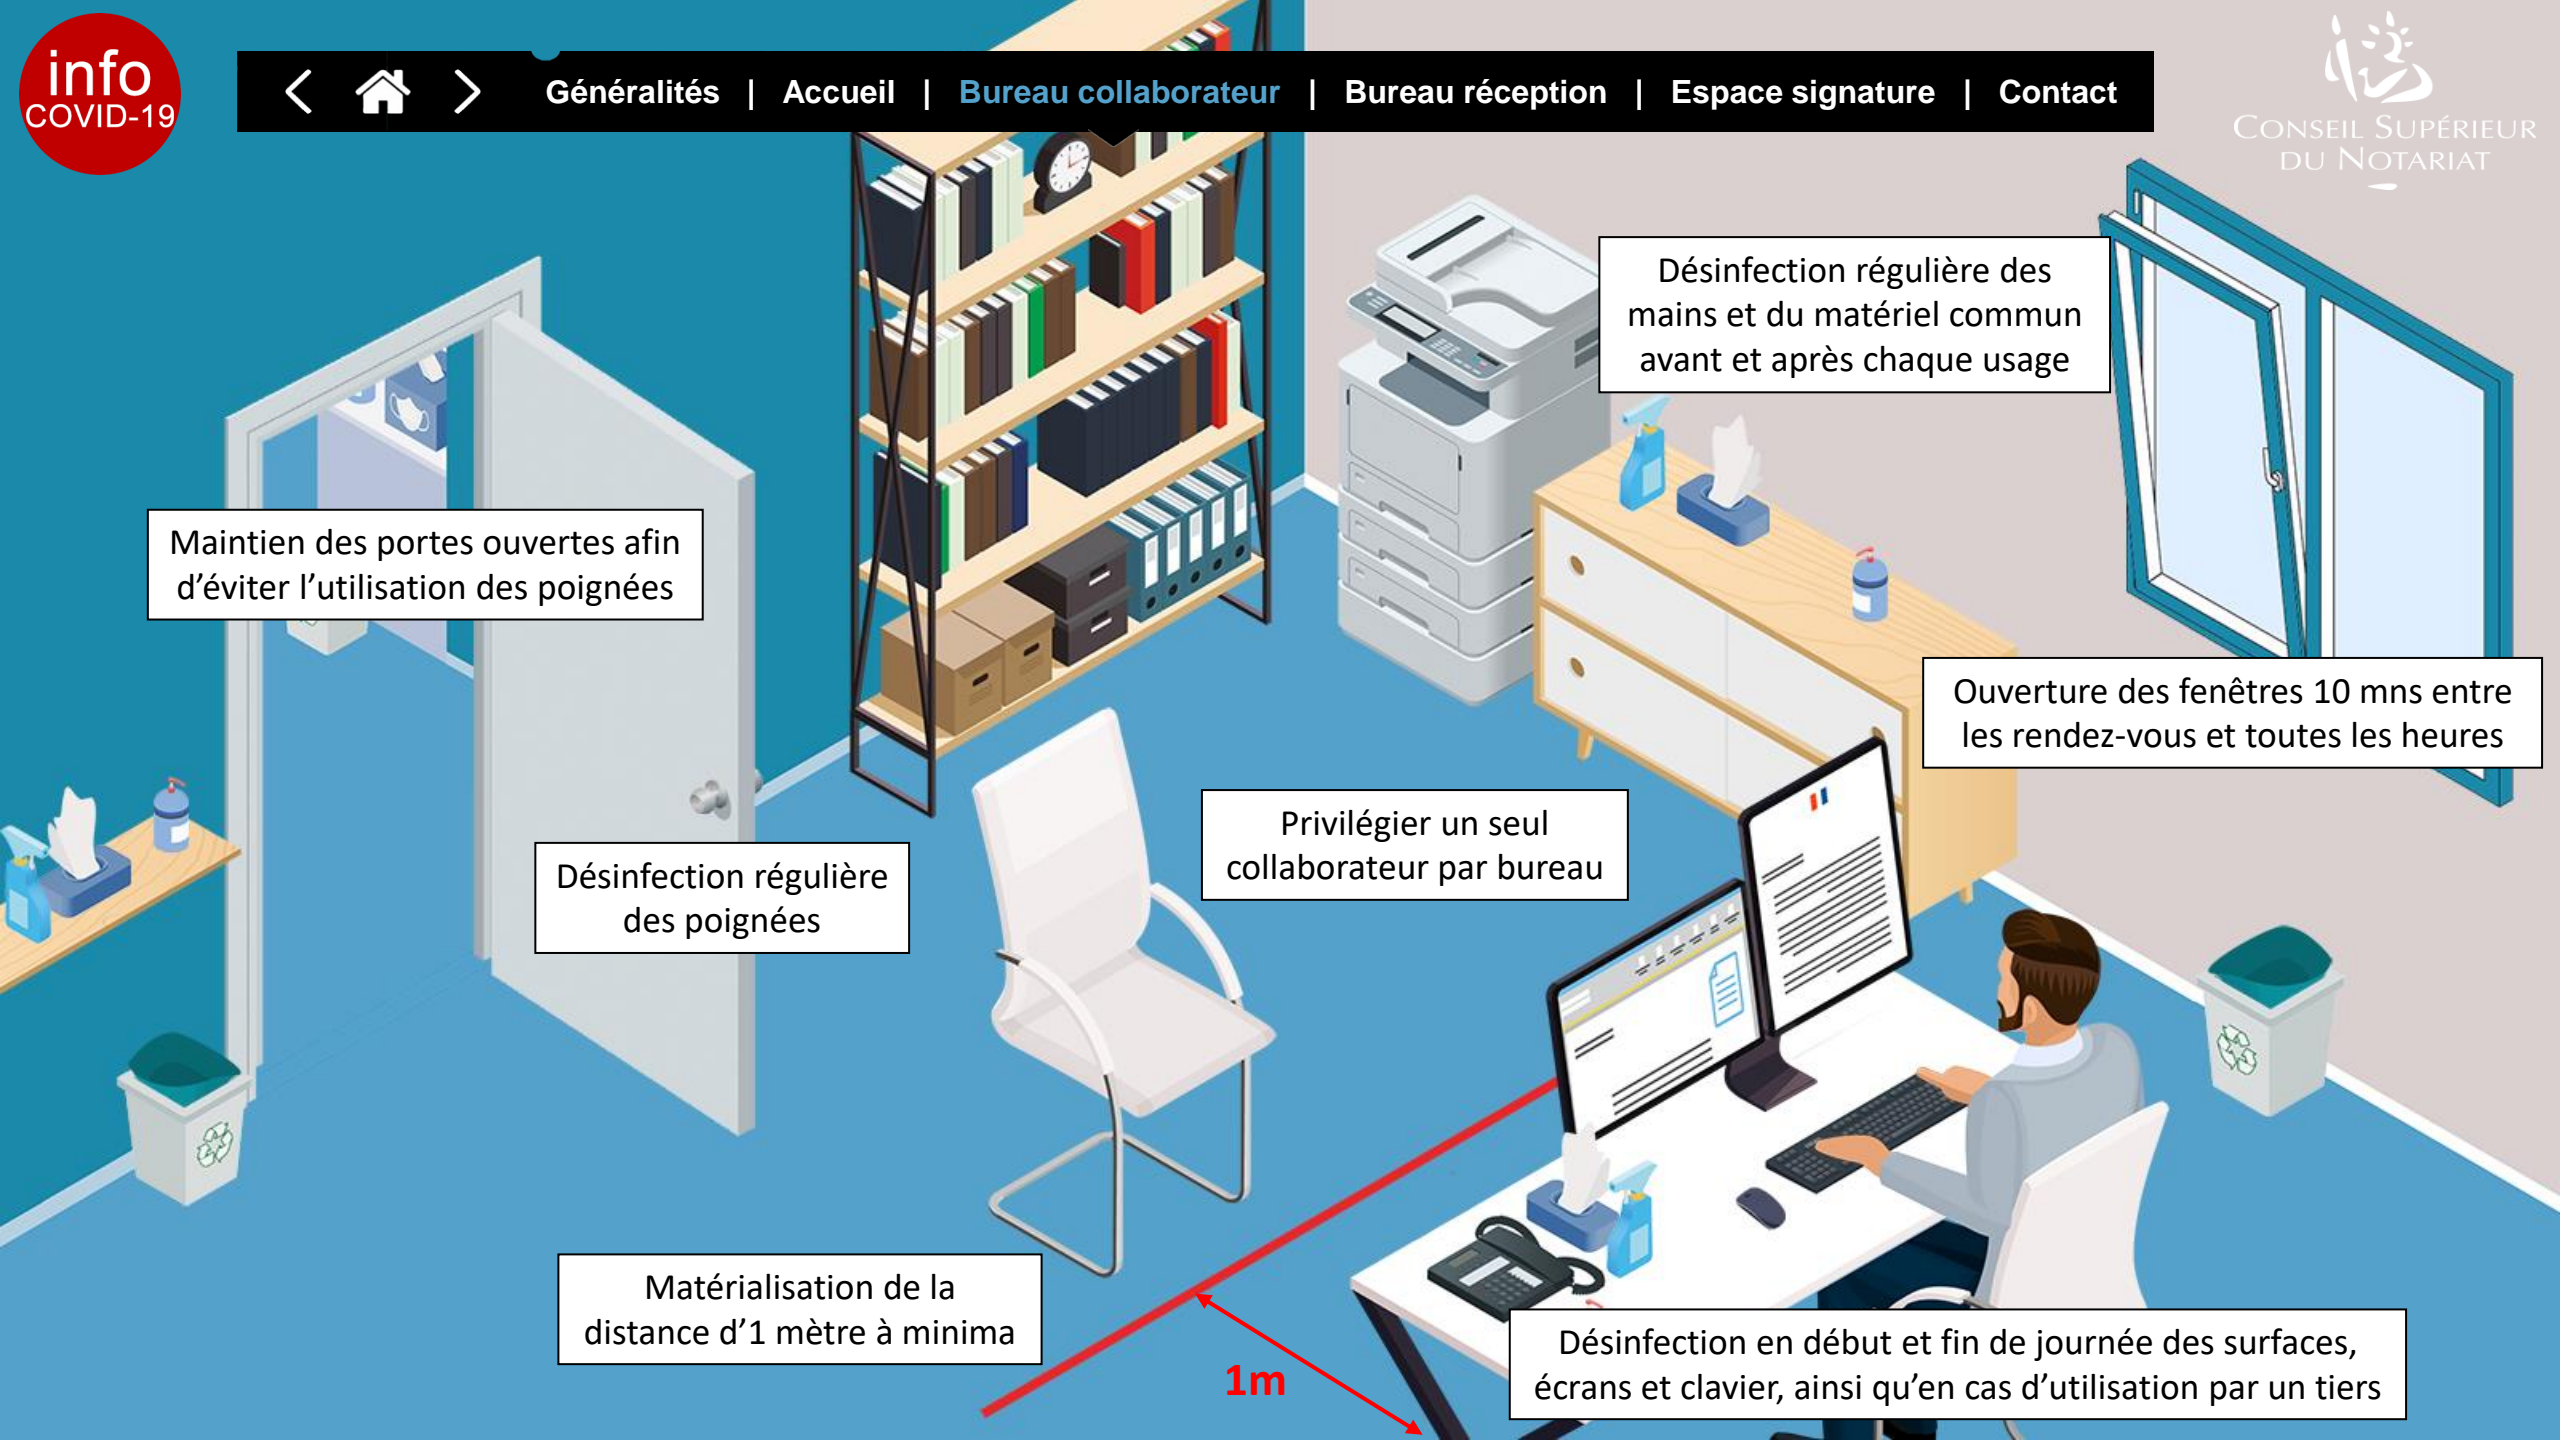 info
COVID-19
Généralités | Accueil | Bureau collaborateur | Bureau réception | Espace signature | Contact
CONSEIL SUPÉRIEUR
DU NOTARIAT
Désinfection régulière des
mains et du matériel commun
avant et après chaque usage
Maintien des portes ouvertes afin
d’éviter l’utilisation des poignées
Ouverture des fenêtres 10 mns entre
les rendez-vous et toutes les heures
Privilégier un seul
collaborateur par bureau
Désinfection régulière
des poignées
Matérialisation de la
distance d’1 mètre à minima
1m
Désinfection en début et fin de journée des surfaces,
écrans et clavier, ainsi qu’en cas d’utilisation par un tiers